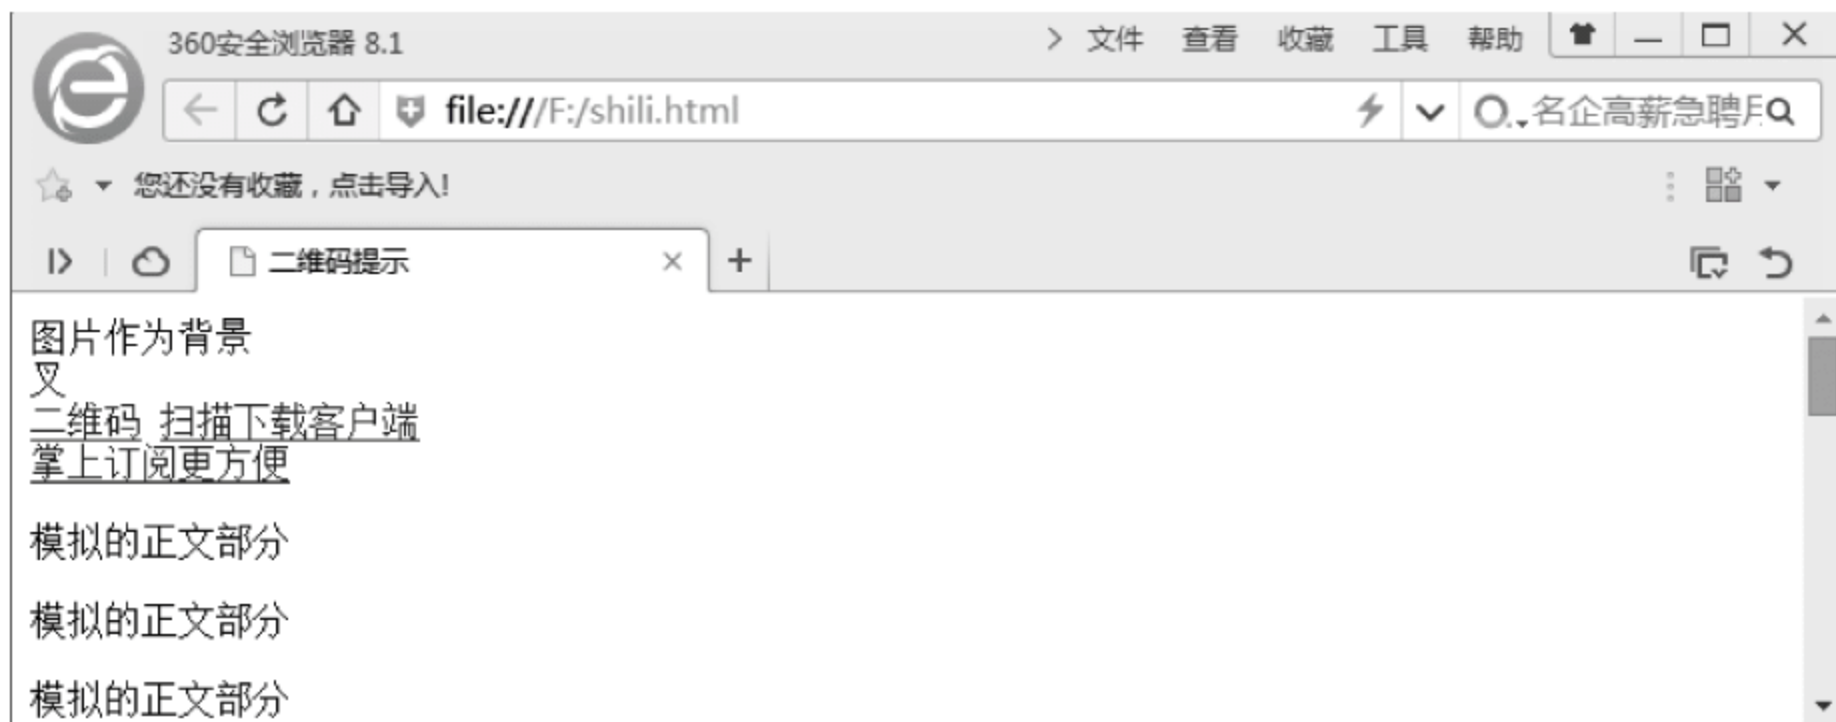 360安全浏览器 8.1
文件 查看 收藏 工具 帮助
file:///F:/shili.html
名企高薪急聘
您还没有收藏，点击导入!
二维码提示
图片作为背景
叉
二维码 扫描下载客户端
掌上订阅更方便
模拟的正文部分
模拟的正文部分
模拟的正文部分